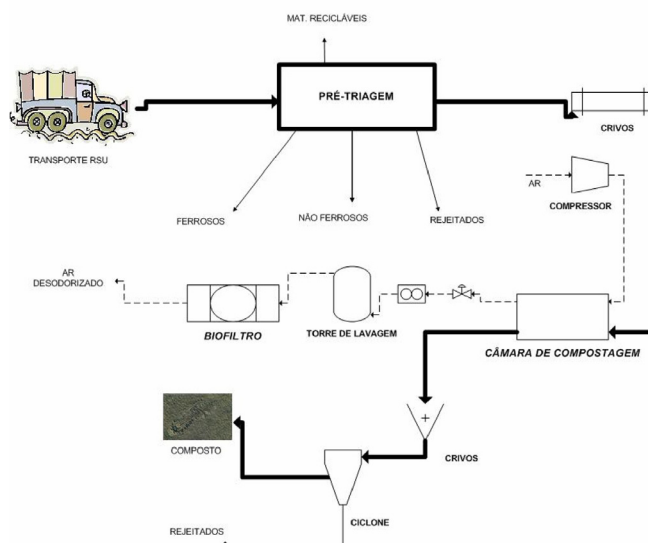 MAT. RECICLÁVEIS
PRÉ-TRIAGEM
CRIVOS
TRANSPORTE RSU
AR
COMPRESSOR
FERROSOS
NÃO FERROSOS
REJEITADOS
AR
DESODORIZADO
BIOFILTRO
TORRE DE LAVAGEM
CÂMARA DE COMPOSTAGEM
COMPOSTO
CRIVOS
CICLONE
REJEITADOS